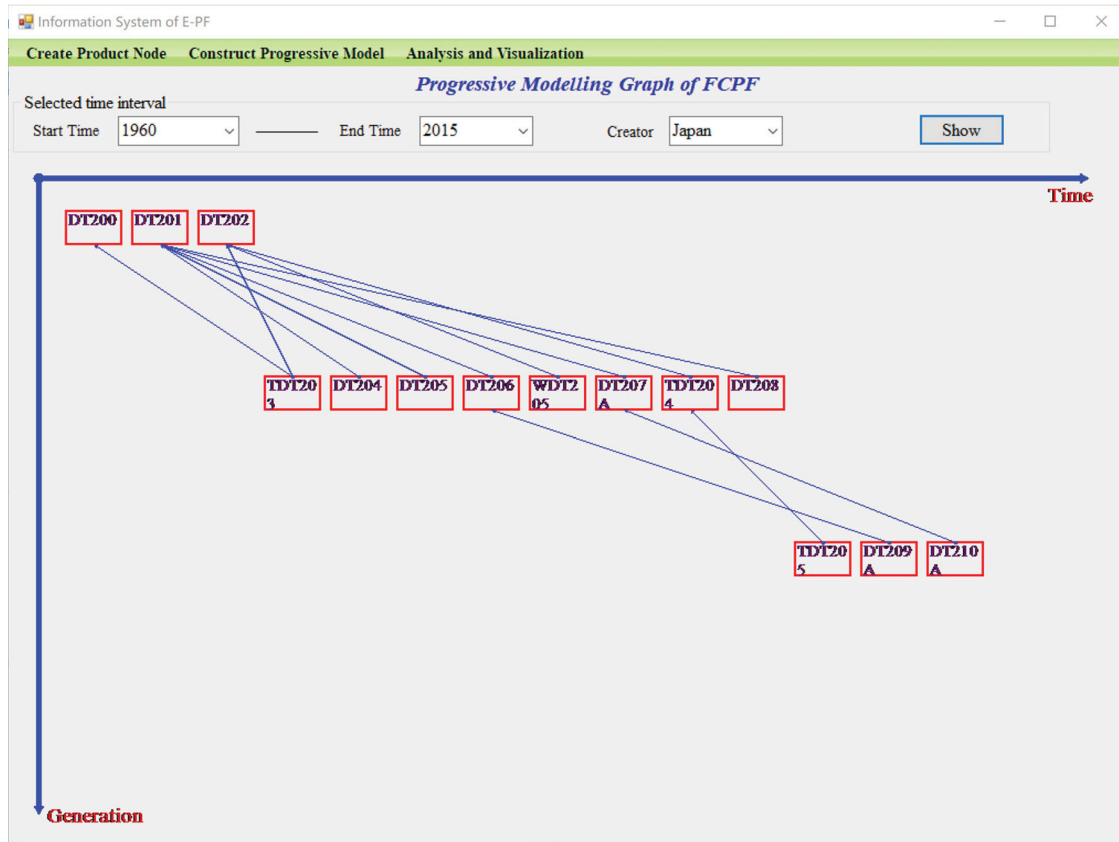 Information System of E-PF
Create Product Node Construct Progressive Model Analysis and Visualization
Progressive Modelling Graph of FCPF
Selected time interval
Start Time 1960 End Time 2015 Creator Japan Show
Time
DT200 DT201 DT202
TDT20 DT204 DT205 DT206 WDT2 DT207 TDT20 DT208
3 05 A 4
TDT20 DT209 DT210
5 A A
Generation